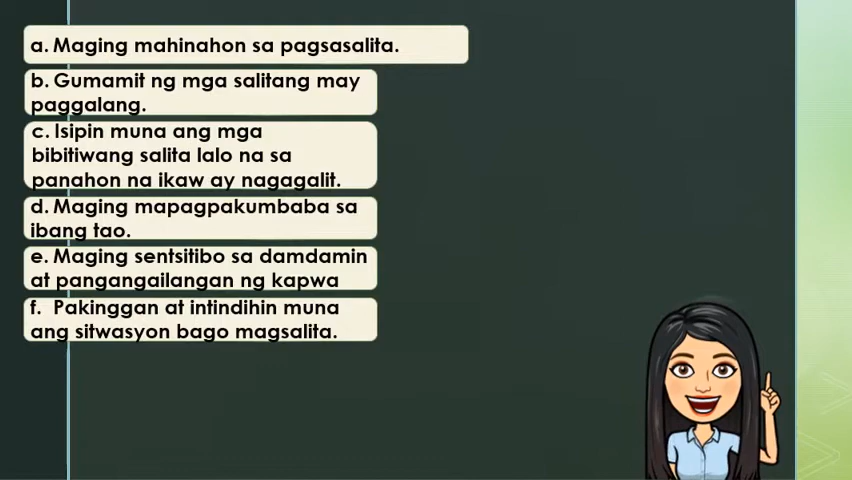 a. Maging mahinahon sa pagsasalita.
b. Gumamit ng mga salitang may
paggalang.
c. Isipin muna ang mga
bibitiwang salita lalo na sa
panahon na ikaw ay nagagalit.
d. Maging mapagpakumbaba sa
ibang tao.
e. Maging sentsitibo sa damdamin
at pangangailangan ng kapwa
f. Pakinggan at intindihin muna
ang sitwasyon bago magsalita.